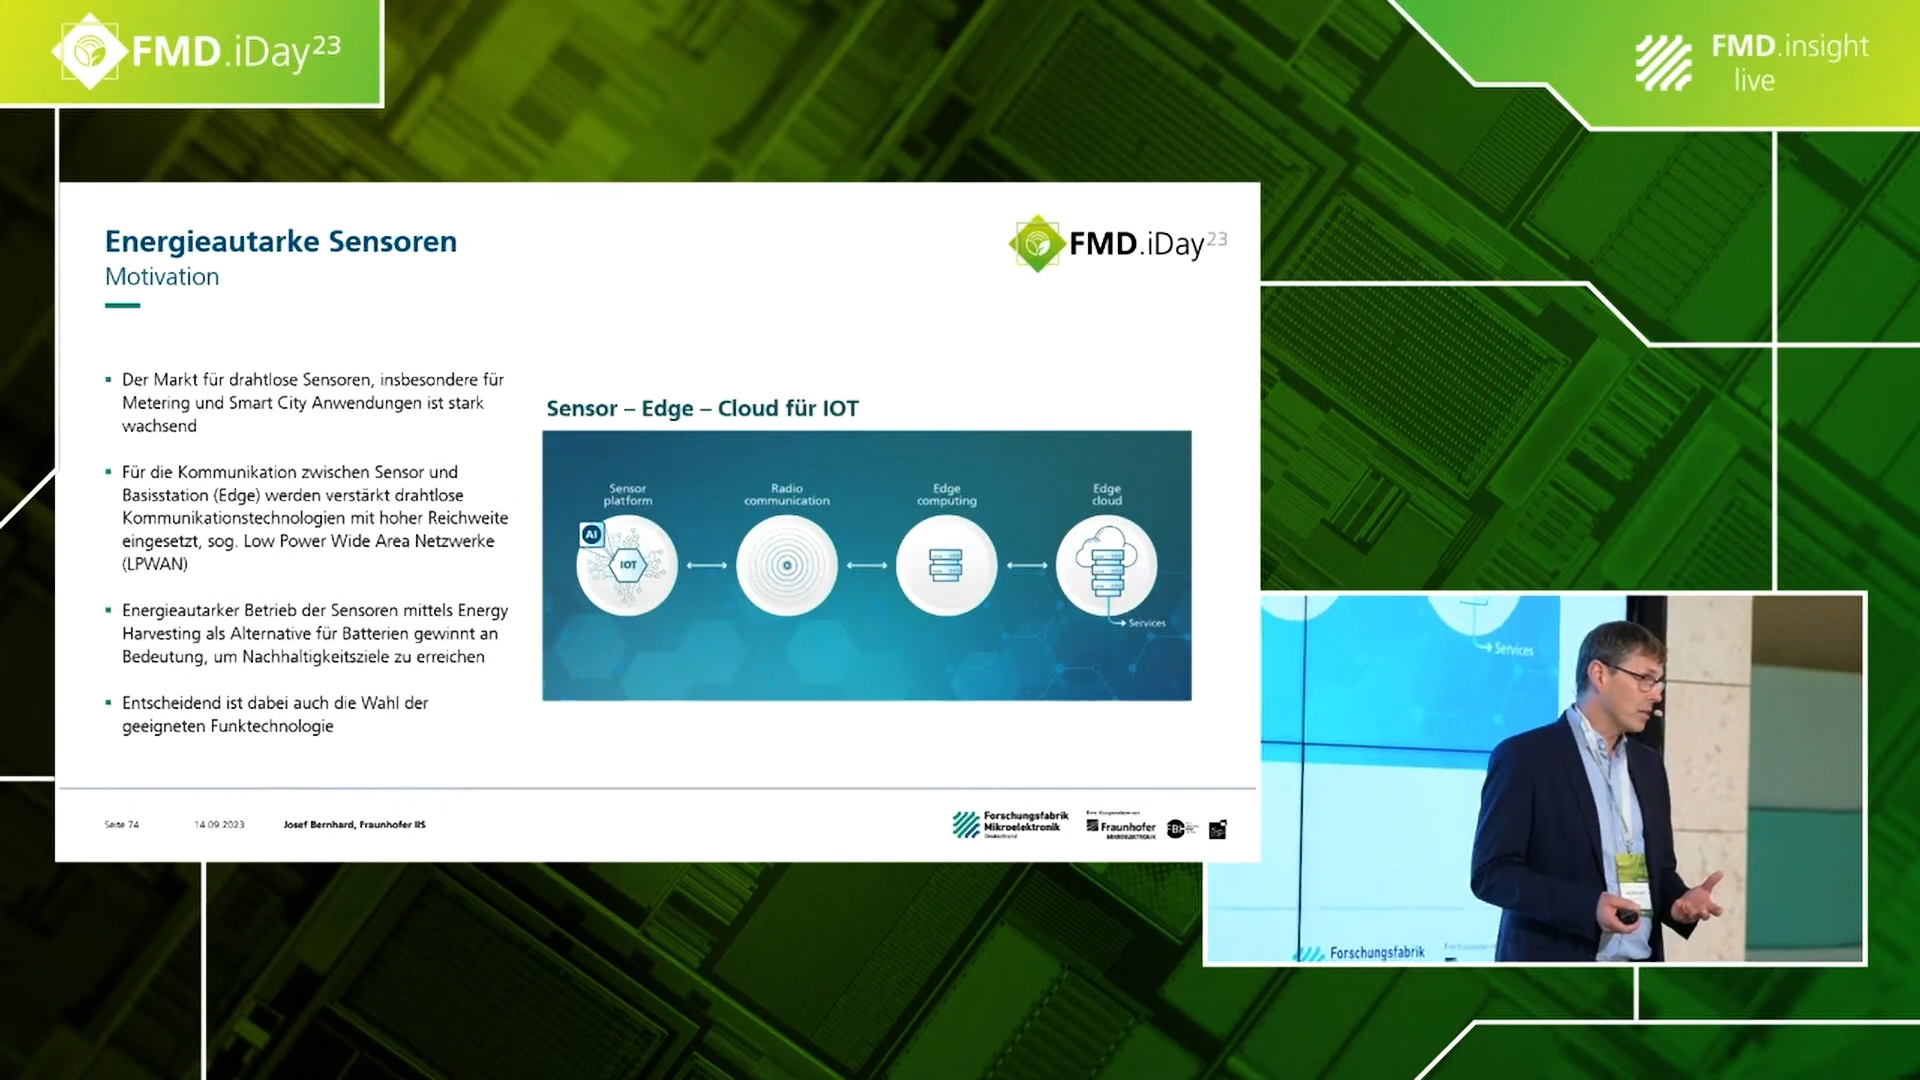 FMD.iDay23
FMD.insight
live
Energieautarke Sensoren
Motivation
FMD.iDay23
Der Markt für drahtlose Sensoren, insbesondere für
Metering und Smart City Anwendungen ist stark
wachsend
Für die Kommunikation zwischen Sensor und
Basisstation (Edge) werden verstärkt drahtlose
Kommunikationstechnologien mit hoher Reichweite
eingesetzt, sog. Low Power Wide Area Netzwerke
(LPWAN)
Energieautarker Betrieb der Sensoren mittels Energy
Harvesting als Alternative für Batterien gewinnt an
Bedeutung, um Nachhaltigkeitsziele zu erreichen
Entscheidend ist dabei auch die Wahl der
geeigneten Funktechnologie
Sensor – Edge – Cloud für IOT
Sensor
platform
Radio
communication
Edge
computing
Edge
cloud
AI
IOT
Services
Seite 74
14.09.2023
Josef Bernhard, Fraunhofer IIS
Forschungsfabrik
Mikroelektronik
Deutschland
Fraunhofer
MIKROELEKTRONIK
FBH
Services
Forschungsfabrik